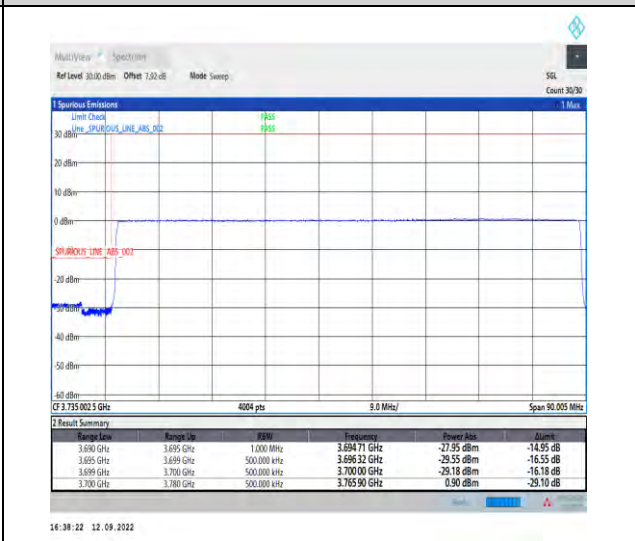 MultiView Spectrum
Ref Level 30.00 dBm Offset 7.92 dB Mode Sweep SGL
Count 30/30
1 Spurious Emissions 1 Max
Limit Check PASS
Line _SPURIOUS_LINE_ABS_002 PASS
30 dBm
20 dBm
10 dBm
0 dBm
_SPURIOUS_LINE_ABS_002
-20 dBm
-30 dBm
-40 dBm
-50 dBm
-60 dBm
CF 3.735 002 5 GHz 4004 pts 9.0 MHz/ Span 90.005 MHz
2 Result Summary
Range Low Range Up RBW Frequency Power Abs ΔLimit
3.690 GHz 3.695 GHz 1.000 MHz 3.694 71 GHz -27.95 dBm -14.95 dB
3.695 GHz 3.699 GHz 500.000 kHz 3.696 32 GHz -29.55 dBm -16.55 dB
3.699 GHz 3.700 GHz 500.000 kHz 3.700 00 GHz -29.18 dBm -16.18 dB
3.700 GHz 3.780 GHz 500.000 kHz 3.765 90 GHz 0.90 dBm -29.10 dB
16:38:22 12.09.2022